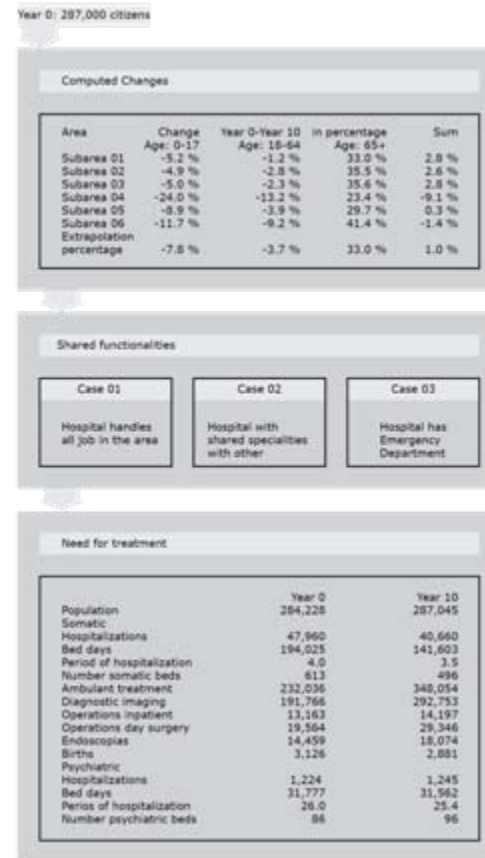 Year 0: 287,000 citizens
Computed Changes
Area Change Year 0-Year 10 in percentage Sum
Age: 0-17 Age: 18-64 Age: 65+
Subarea 01 -5.2 % -1.2 % 33.0 % 2.8 %
Subarea 02 -4.9 % -2.8 % 35.5 % 2.6 %
Subarea 03 -5.0 % -2.3 % 35.6 % 2.8 %
Subarea 04 -24.0 % -13.2 % 23.4 % -9.1 %
Subarea 05 -8.9 % -3.9 % 29.7 % 0.3 %
Subarea 06 -11.7 % -9.2 % 41.4 % -1.4 %
Extrapolation
percentage -7.8 % -3.7 % 33.0 % 1.0 %
Shared functionalities
Case 01
Hospital handles
all job in the area
Case 02
Hospital with
shared specialities
with other
Case 03
Hospital has
Emergency
Department
Need for treatment
Year 0 Year 10
Population 284,228 287,045
Somatic
Hospitalizations 47,960 40,660
Bed days 194,025 141,603
Period of hospitalization 4.0 3.5
Number somatic beds 613 496
Ambulant treatment 232,036 348,054
Diagnostic imaging 191,766 292,753
Operations inpatient 13,163 14,197
Operations day surgery 19,564 29,346
Endoscopias 14,459 18,074
Births 3,126 2,881
Psychiatric
Hospitalizations 1,224 1,245
Bed days 31,777 31,562
Perios of hospitalization 26.0 25.4
Number psychiatric beds 86 96